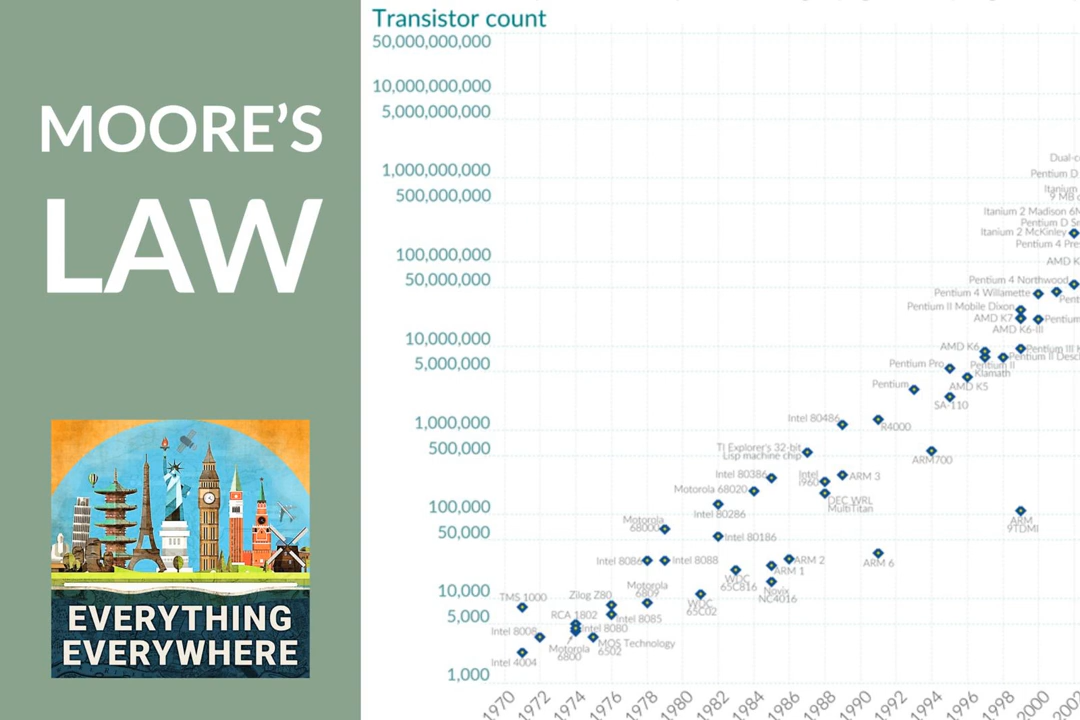 MOORE'S
LAW
EVERYTHING
EVERYWHERE
Transistor count
50,000,000,000
10,000,000,000
5,000,000,000
1,000,000,000
500,000,000
100,000,000
50,000,000
10,000,000
5,000,000
1,000,000
500,000
100,000
50,000
10,000
5,000
1,000
Pentium D
Itanium
9 MB
Itanium 2 Madison 6M
Pentium D
Itanium 2 McKinley
Pentium 4
AMD K
Pentium 4 Northwood
Pentium 4 Willamette
Pentium II Mobile Dixon
AMD K7
Pentium
AMD K6-III
AMD K6
Pentium III
Pentium II
Pentium Pro
Pentium II
Klamath
Pentium
AMD K5
SA-110
Intel 80486
R4000
TI Explorer's 32-bit
Lisp machine chip
ARM700
Intel 80386
Intel
i960
ARM 3
Motorola 68020
DEC WRL
MultiTitan
Intel 80286
ARM
9TDMI
Motorola
68000
Intel 80186
Intel 8086
Intel 8088
ARM 2
ARM 6
ARM 1
WDC
65C816
Novix
NC4016
Motorola
6809
WDC
65C02
TMS 1000
Zilog Z80
RCA 1802
Intel 8085
Intel 8008
Intel 8080
MOS Technology
6502
Motorola
6800
Intel 4004
1970
1972
1974
1976
1978
1980
1982
1984
1986
1988
1990
1992
1994
1996
1998
2000
2002